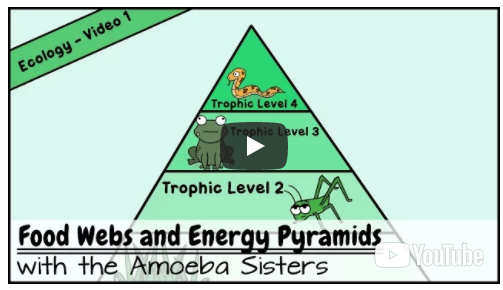 Ecology - Video 1
Trophic Level 4
Trophic Level 3
Trophic Level 2
Food Webs and Energy Pyramids
with the Amoeba Sisters
YouTube